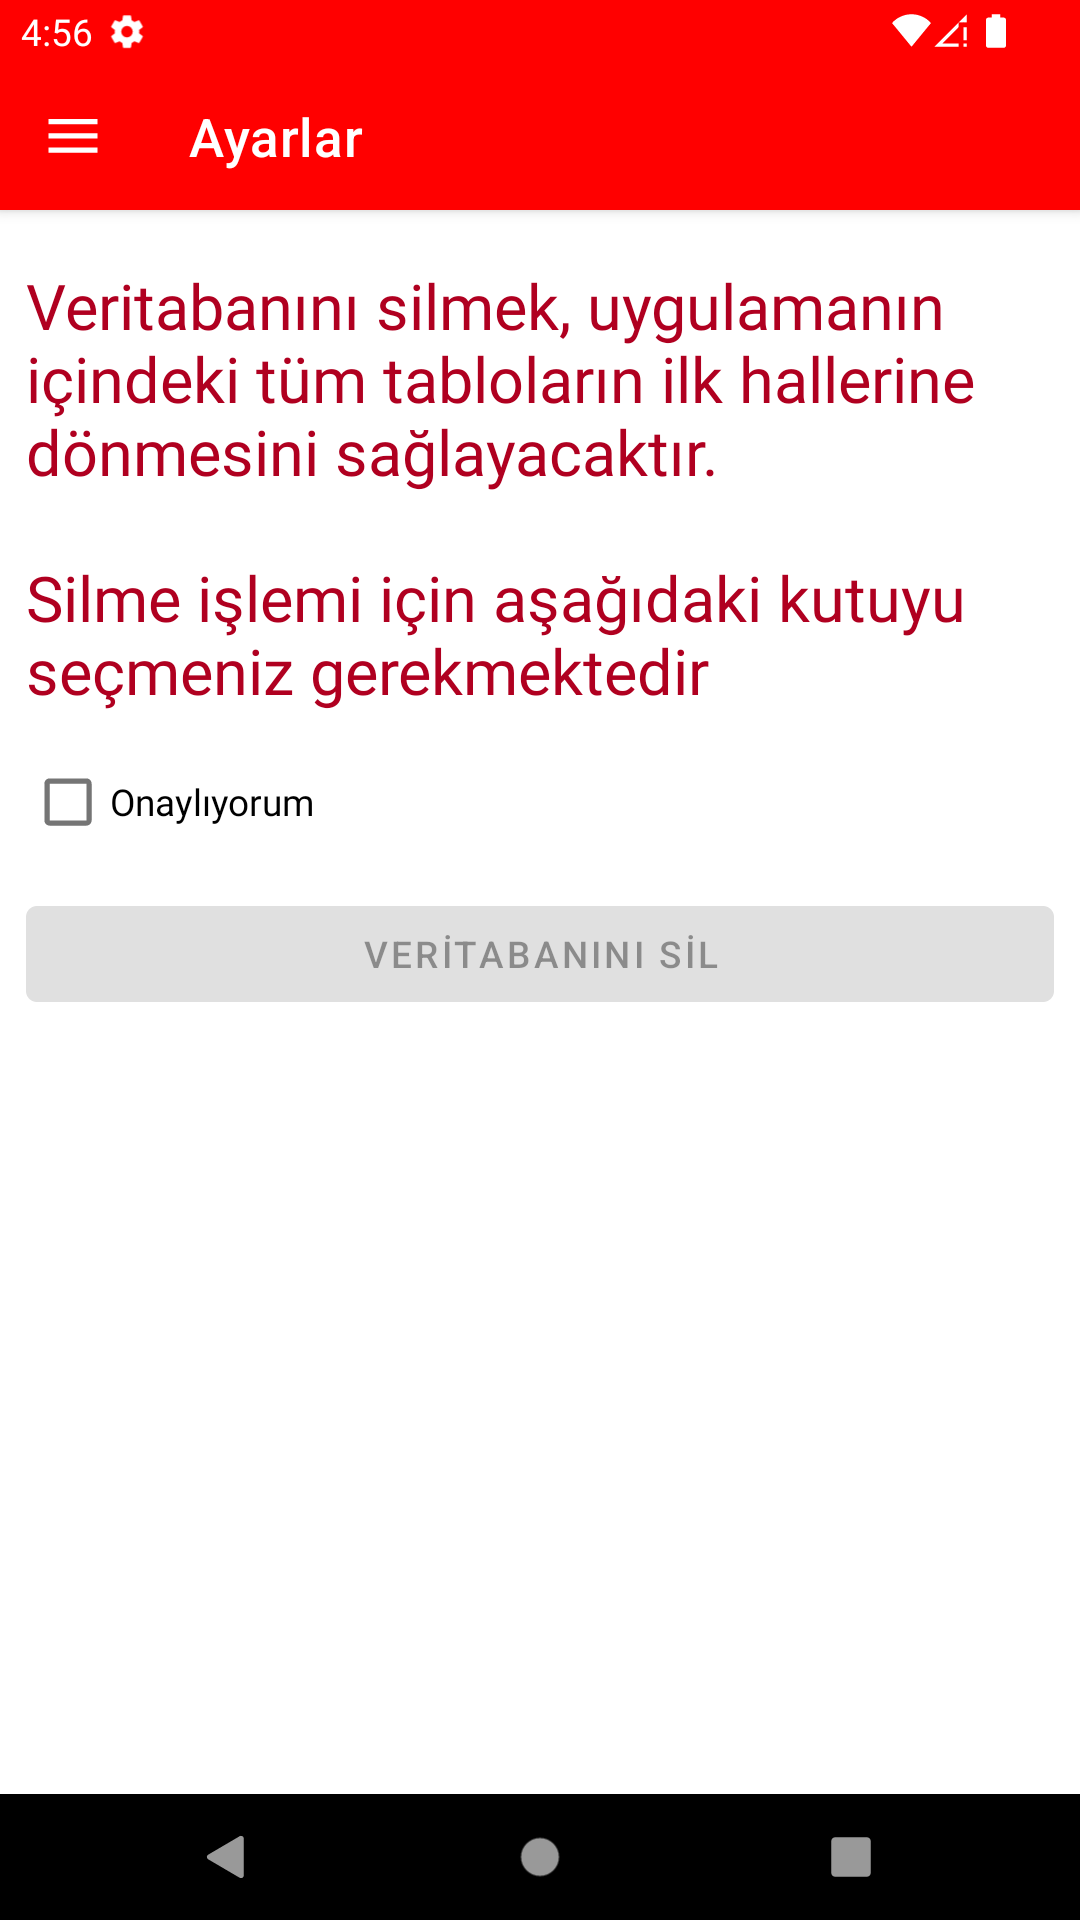 4:56
Ayarlar
Veritabanını silmek, uygulamanın
içindeki tüm tabloların ilk hallerine
dönmesini sağlayacaktır.
Silme işlemi için aşağıdaki kutuyu
seçmeniz gerekmektedir
Onaylıyorum
VERİTABANINI SİL